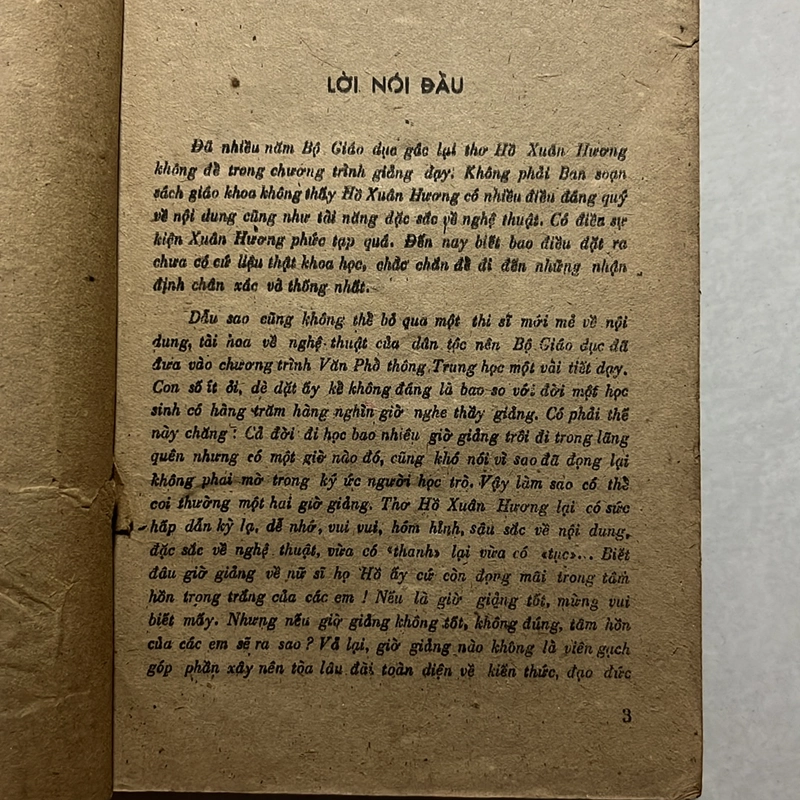 LỜI NÓI ĐẦU
Đã nhiều năm Bộ Giáo dục gác lại thơ Hồ Xuân Hương
không để trong chương trình giảng dạy. Không phải Ban soạn
sách giáo khoa không thấy Hồ Xuân Hương có nhiều điều đáng quý
về nội dung cũng như tài năng đặc sắc về nghệ thuật. Có điều sự
kiện Xuân Hương phức tạp quá. Đến nay biết bao điều đặt ra
chưa có cứ liệu thật khoa học, chắc chắn để đi đến những nhận
định chân xác và thống nhất.
Dẫu sao cũng không thể bỏ qua một thi sĩ mới mẻ về nội
dung, tài hoa về nghệ thuật của dân tộc nên Bộ Giáo dục đã
đưa vào chương trình Văn Phổ thông Trung học một vài tiết dạy.
Con số ít ỏi, dè dặt ấy kể không đáng là bao so với đời một học
sinh có hàng trăm hàng nghìn giờ nghe thầy giảng. Có phải thế
này chăng: Cả đời đi học bao nhiêu giờ giảng trôi đi trong lãng
quên nhưng có một giờ nào đó, cũng khó nói vì sao đã đọng lại
không phai mờ trong ký ức người học trò. Vậy làm sao có thể
coi thường một hai giờ giảng. Thơ Hồ Xuân Hương lại có sức
hấp dẫn kỳ lạ, dễ nhớ, vui vui, hóm hỉnh, sâu sắc về nội dung,
đặc sắc về nghệ thuật, vừa có «thanh» lại vừa có «tục»... Biết
đâu giờ giảng về nữ sĩ họ Hồ ấy cứ còn đọng mãi trong tâm
hồn trong trắng của các em ! Nếu là giờ giảng tốt, mừng vui
biết mấy. Nhưng nếu giờ giảng không tốt, không đúng, tâm hồn
của các em sẽ ra sao ? Vả lại, giờ giảng nào không là viên gạch
góp phần xây nên tòa lâu đài toàn diện về kiến thức, đạo đức
3